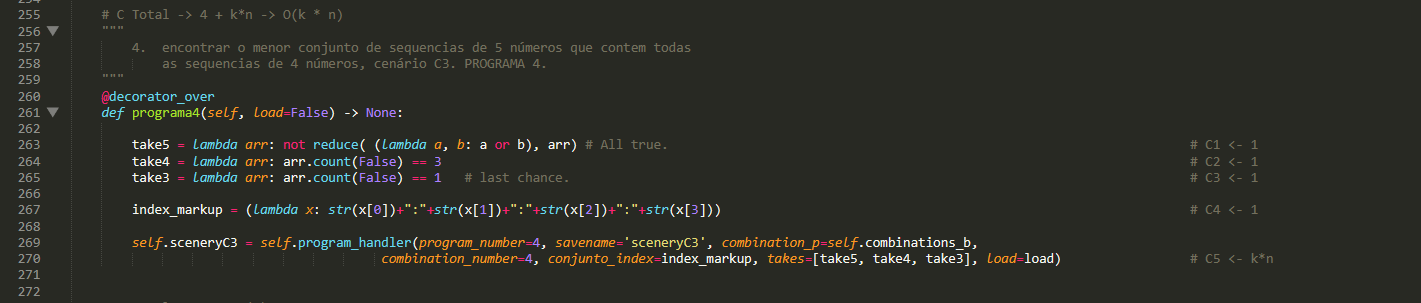 254
255 # C Total -> 4 + k*n -> O(k * n)
256 """
257 4. encontrar o menor conjunto de sequencias de 5 números que contem todas
258 as sequencias de 4 números, cenário C3. PROGRAMA 4.
259 """
260 @decorator_over
261 def programa4(self, load=False) -> None:
262
263 take5 = lambda arr: not reduce( (lambda a, b: a or b), arr) # All true. # C1 <- 1
264 take4 = lambda arr: arr.count(False) == 3 # C2 <- 1
265 take3 = lambda arr: arr.count(False) == 1 # last chance. # C3 <- 1
266
267 index_markup = (lambda x: str(x[0])+":"+str(x[1])+":"+str(x[2])+":"+str(x[3])) # C4 <- 1
268
269 self.sceneryC3 = self.program_handler(program_number=4, savename='sceneryC3', combination_p=self.combinations_b,
270 combination_number=4, conjunto_index=index_markup, takes=[take5, take4, take3], load=load) # C5 <- k*n
271
272